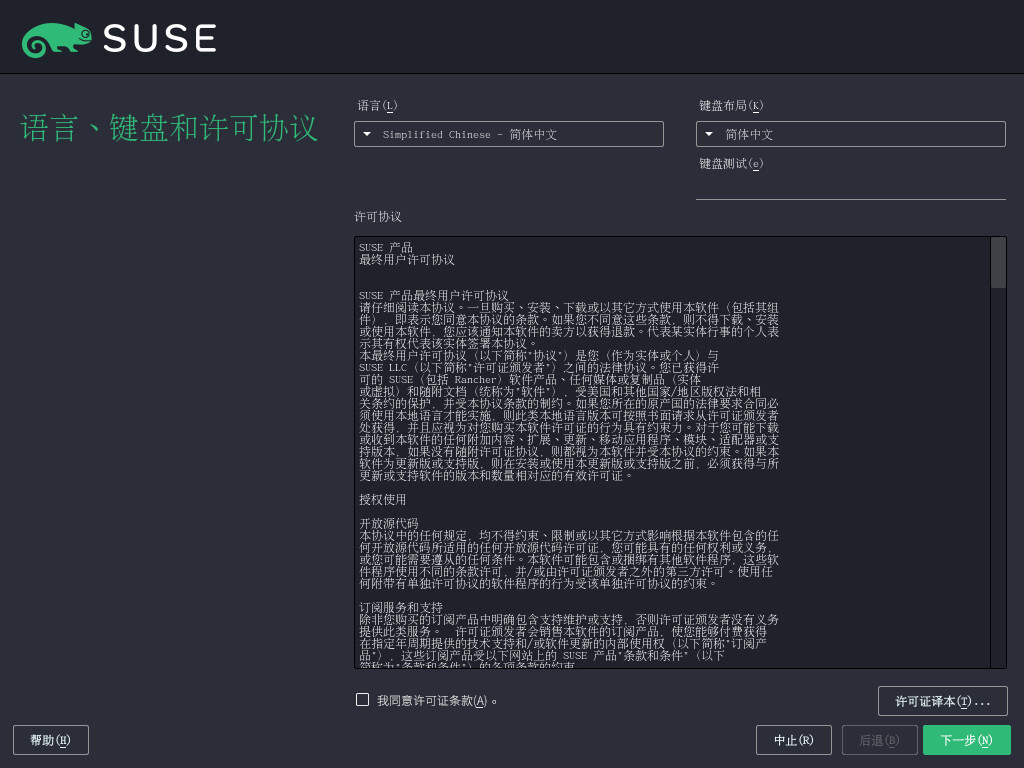 SUSE
语言、键盘和许可协议
语言(L)
键盘布局(K)
Simplified Chinese - 简体中文
简体中文
键盘测试(e)
许可协议
SUSE 产品
最终用户许可协议
SUSE 产品最终用户许可协议
请仔细阅读本协议。一旦购买、安装、下载或以其它方式使用本软件（包括其组
件），即表示您同意本协议的条款。如果您不同意这些条款，则不得下载、安装
或使用本软件，您应该通知本软件的卖方以获得退款。代表某实体行事的个人表
示其有权代表该实体签署本协议。
本最终用户许可协议（以下简称"协议"）是您（作为实体或个人）与
SUSE LLC（以下简称"许可证颁发者"）之间的法律协议。您已获得许
可的 SUSE（包括 Rancher）软件产品、任何媒体或复制品（实体
或虚拟）和随附文档（统称为"软件"），受美国和其他国家/地区版权法和相
关条约的保护，并受本协议条款的制约。如果您所在的原产国的法律要求合同必
须使用本地语言才能实施，则此类本地语言版本可按照书面请求从许可证颁发者
处获得，并且应视为对您购买本软件许可证的行为具有约束力。对于您可能下载
或收到本软件的任何附加内容、扩展、更新、移动应用程序、模块、适配器或支
持版本，如果没有随附许可证协议，则都视为本软件并受本协议的约束。如果本
软件为更新版或支持版，则在安装或使用本更新版或支持版之前，必须获得与所
更新或支持软件的版本和数量相对应的有效许可证。
授权使用
开放源代码
本协议中的任何规定，均不得约束、限制或以其它方式影响根据本软件包含的任
何开放源代码所适用的任何开放源代码许可证，您可能具有的任何权利或义务，
或您可能需要遵从的任何条件。本软件可能包含或捆绑有其他软件程序，这些软
件程序使用不同的条款许可，并/或由许可证颁发者之外的第三方许可。使用任
何附带有单独许可协议的软件程序的行为受该单独许可协议的约束。
订阅服务和支持
除非您购买的订阅产品中明确包含支持维护或支持，否则许可证颁发者没有义务
提供此类服务。 许可证颁发者会销售本软件的订阅产品，使您能够付费获得
在指定年周期提供的技术支持和/或软件更新的内部使用权（以下简称"订阅产
品"），这些订阅产品受以下网站上的 SUSE 产品"条款和条件"（以下
简称为"条款和条件"）的各项条款的约束
我同意许可证条款(A)。
许可证译本(T)...
帮助(H)
中止(R)
后退(B)
下一步(N)